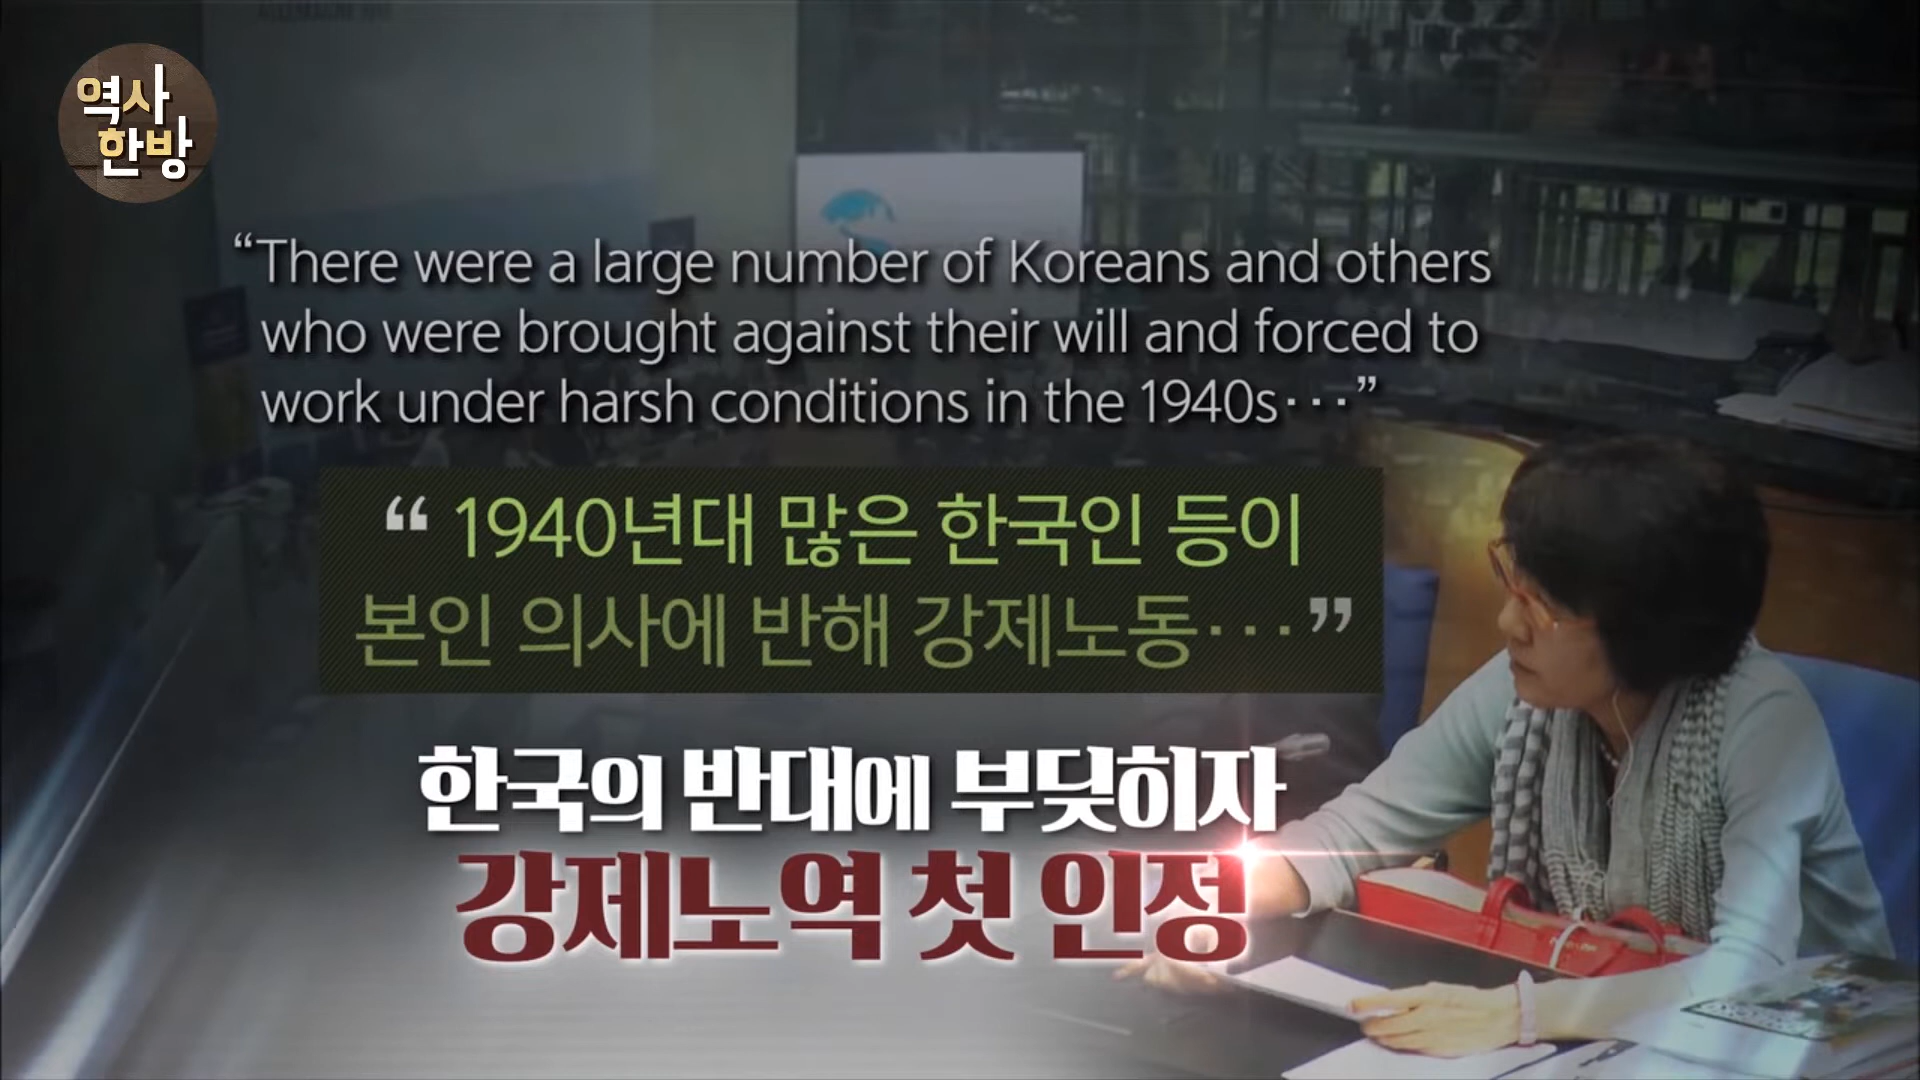 역사
한방
“There were a large number of Koreans and others
who were brought against their will and forced to
work under harsh conditions in the 1940s···”
“ 1940년대 많은 한국인 등이
본인 의사에 반해 강제노동···”
한국의 반대에 부딪히자
강제노역 첫 인정